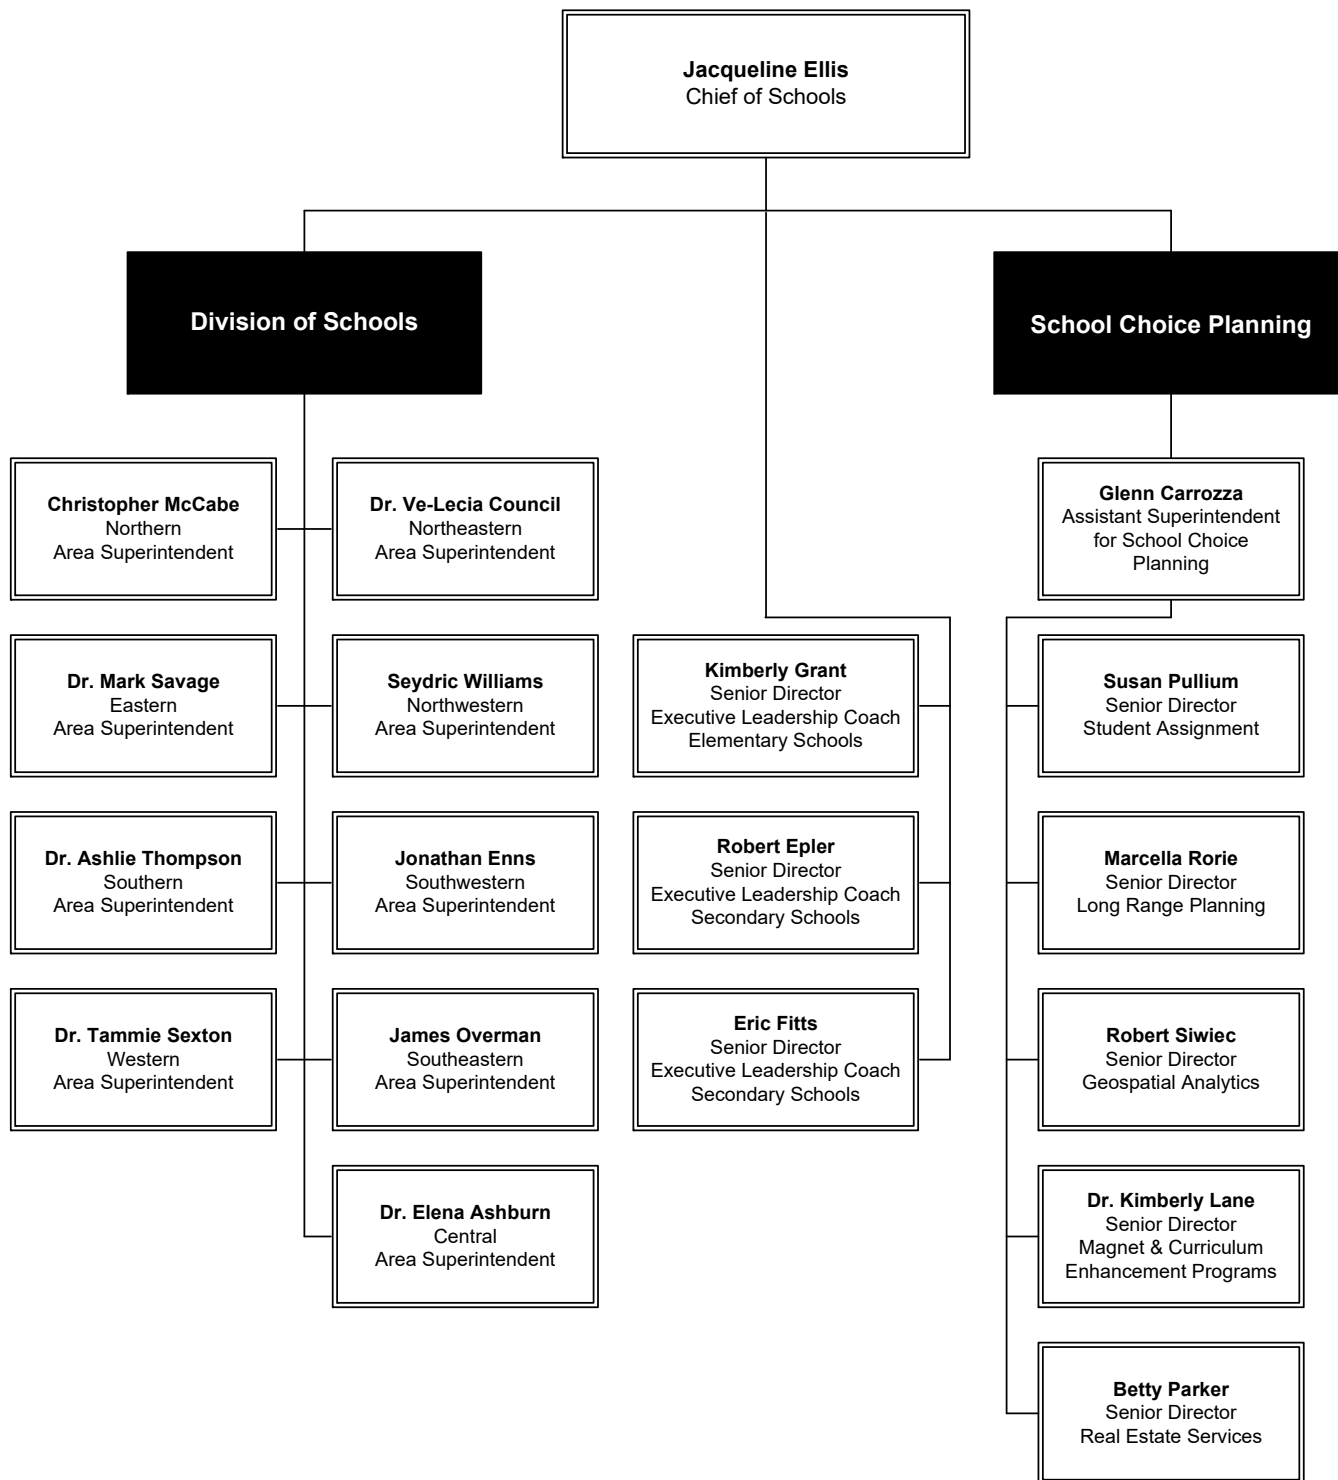 Jacqueline Ellis
Chief of Schools
Division of Schools
School Choice Planning
Christopher McCabe
Northern
Area Superintendent
Dr. Ve-Lecia Council
Northeastern
Area Superintendent
Dr. Mark Savage
Eastern
Area Superintendent
Seydric Williams
Northwestern
Area Superintendent
Dr. Ashlie Thompson
Southern
Area Superintendent
Jonathan Enns
Southwestern
Area Superintendent
Dr. Tammie Sexton
Western
Area Superintendent
James Overman
Southeastern
Area Superintendent
Dr. Elena Ashburn
Central
Area Superintendent
Kimberly Grant
Senior Director
Executive Leadership Coach
Elementary Schools
Robert Epler
Senior Director
Executive Leadership Coach
Secondary Schools
Eric Fitts
Senior Director
Executive Leadership Coach
Secondary Schools
Glenn Carrozza
Assistant Superintendent
for School Choice
Planning
Susan Pullium
Senior Director
Student Assignment
Marcella Rorie
Senior Director
Long Range Planning
Robert Siwiec
Senior Director
Geospatial Analytics
Dr. Kimberly Lane
Senior Director
Magnet & Curriculum
Enhancement Programs
Betty Parker
Senior Director
Real Estate Services